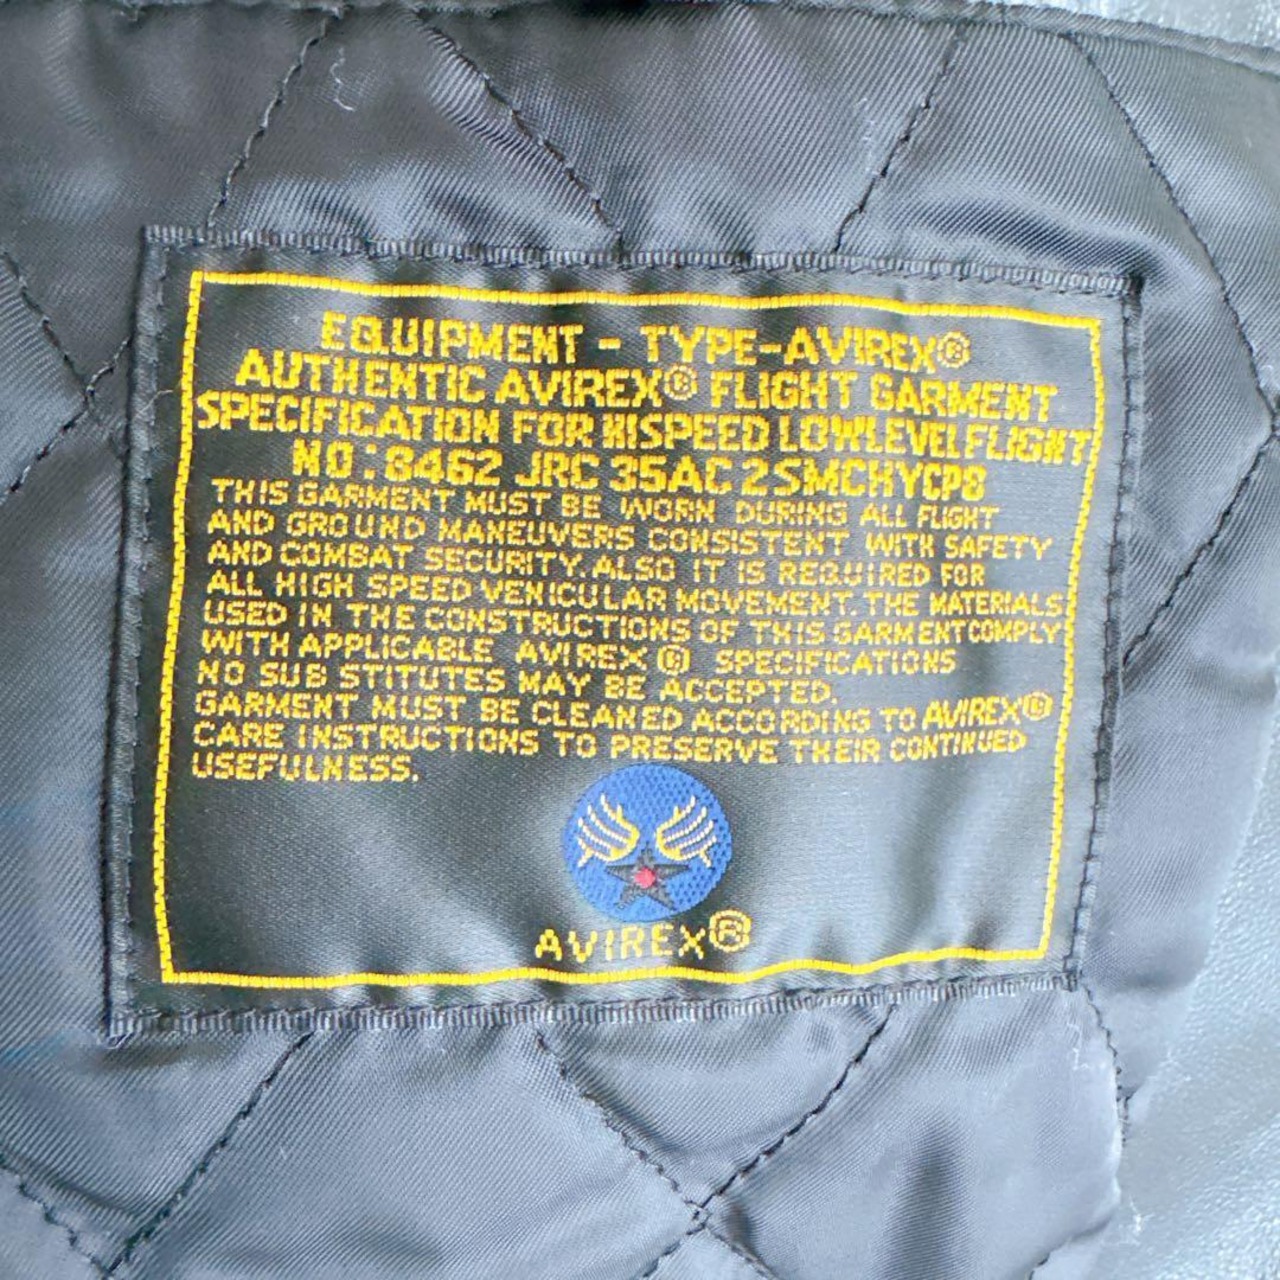 EQUIPMENT - TYPE-AVIREX®
AUTHENTIC AVIREX® FLIGHT GARMENT
SPECIFICATION FOR HISPEED LOWLEVEL FLIGHT
NO:8462 JRC 35AC 2SMCHYCP8
THIS GARMENT MUST BE WORN DURING ALL FLIGHT
AND GROUND MANEUVERS CONSISTENT WITH SAFETY
AND COMBAT SECURITY. ALSO IT IS REQUIRED FOR
ALL HIGH SPEED VEHICULAR MOVEMENT. THE MATERIALS
USED IN THE CONSTRUCTIONS OF THIS GARMENT COMPLY
WITH APPLICABLE AVIREX ® SPECIFICATIONS
NO SUB STITUTES MAY BE ACCEPTED.
GARMENT MUST BE CLEANED ACCORDING TO AVIREX®
CARE INSTRUCTIONS TO PRESERVE THEIR CONTINUED
USEFULNESS.
AVIREX®